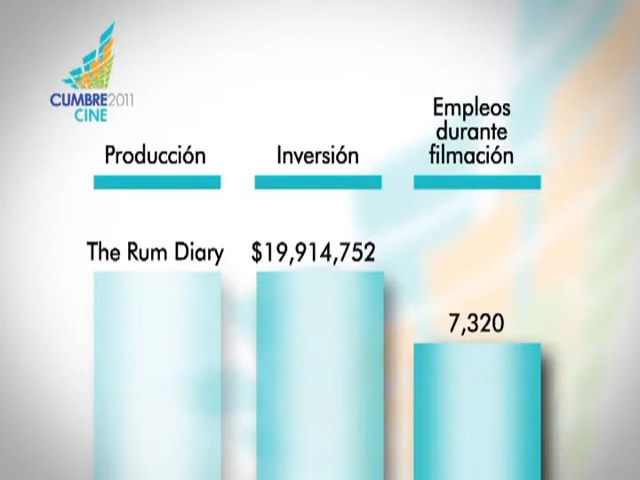 CUMBRE2011
CINE
Producción
Inversión
Empleos
durante
filmación
The Rum Diary
$19,914,752
7,320